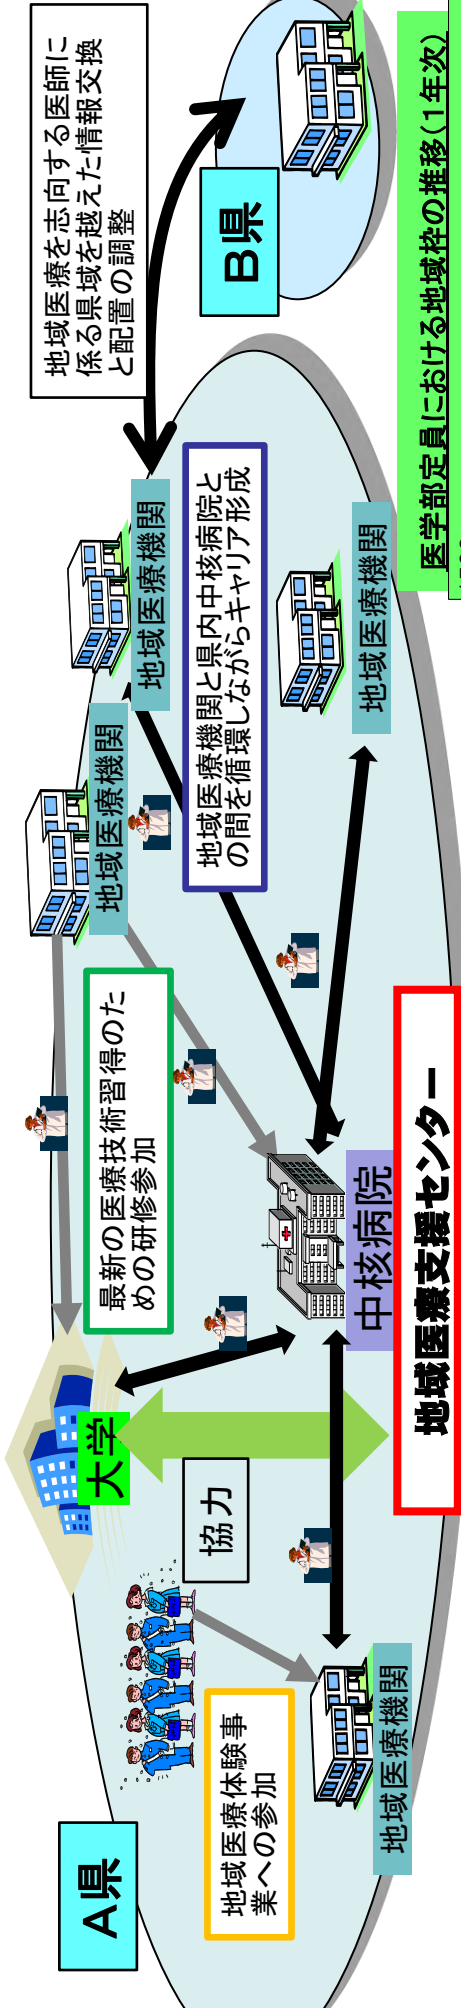 A県
地域医療体験事
業への参加
地域医療機関
協力
大学
最新の医療技術習得のた
めの研修参加
中核病院
地域医療支援センター
地域医療機関
地域医療機関
地域医療機関と県内中核病院と
の間を循環しながらキャリア形成
地域医療機関
地域医療を志向する医師に
係る県域を越えた情報交換
と配置の調整
B県
医学部定員における地域枠の推移(1年次)